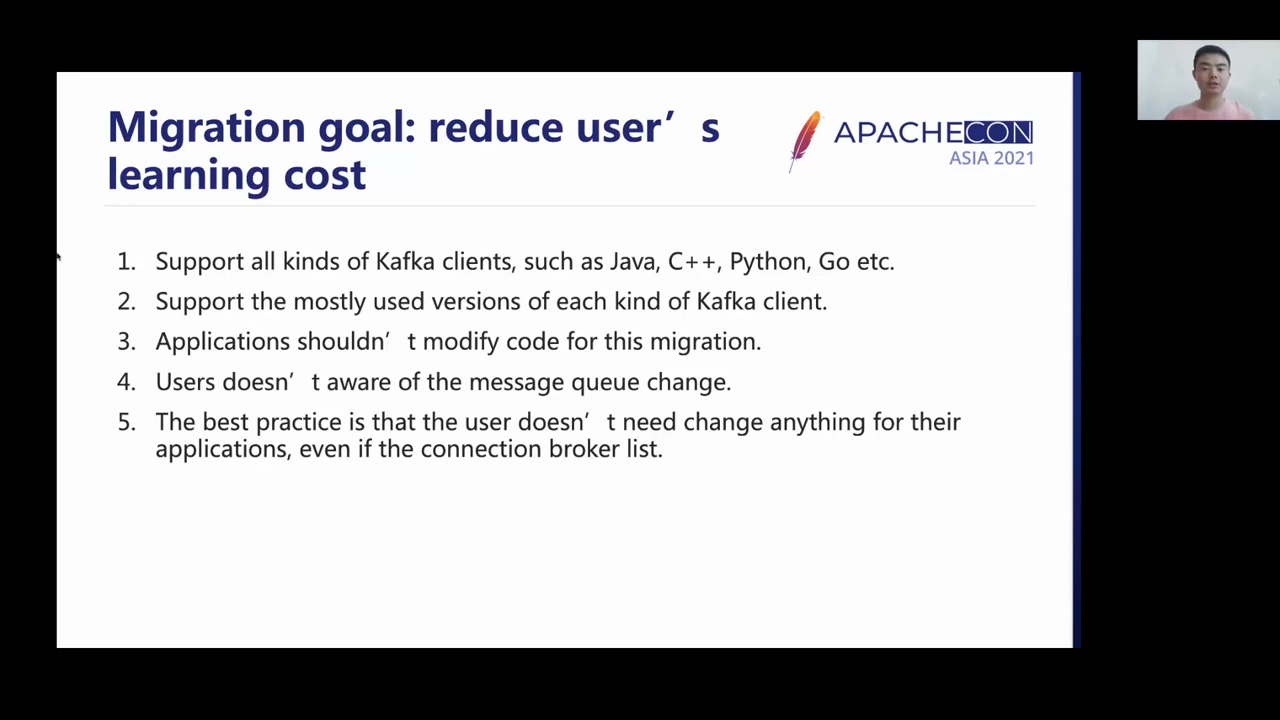 Migration goal: reduce user’s
learning cost
APACHECON
ASIA 2021
1. Support all kinds of Kafka clients, such as Java, C++, Python, Go etc.
2. Support the mostly used versions of each kind of Kafka client.
3. Applications shouldn’t modify code for this migration.
4. Users doesn’t aware of the message queue change.
5. The best practice is that the user doesn’t need change anything for their
applications, even if the connection broker list.